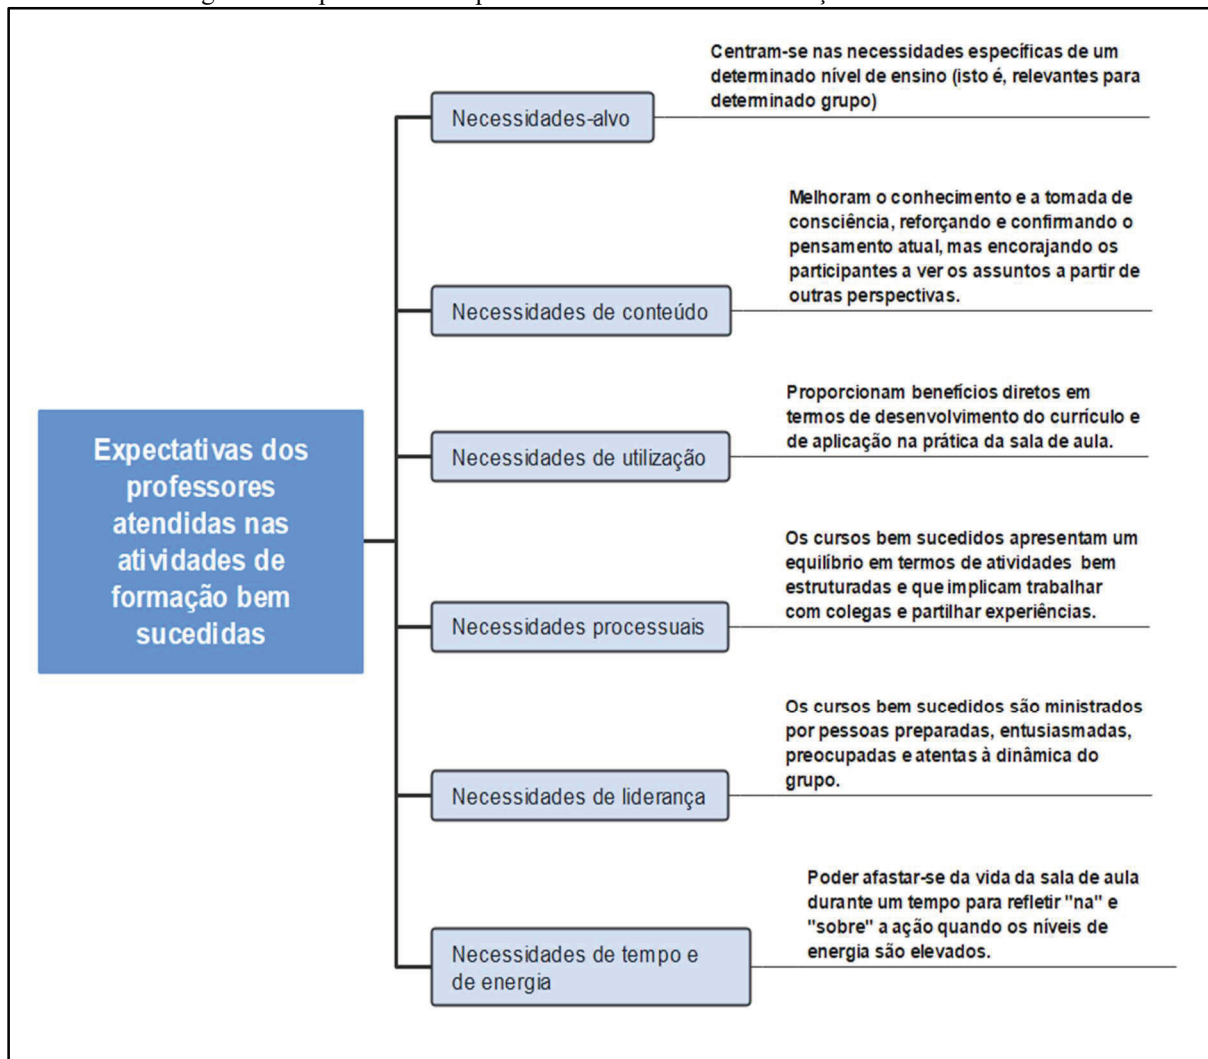 Centram-se nas necessidades específicas de um
determinado nível de ensino (isto é, relevantes para
determinado grupo)
Necessidades-alvo
Melhoram o conhecimento e a tomada de
consciência, reforçando e confirmando o
pensamento atual, mas encorajando os
participantes a ver os assuntos a partir de
outras perspectivas.
Necessidades de conteúdo
Proporcionam benefícios diretos em
termos de desenvolvimento do currículo e
de aplicação na prática da sala de aula.
Necessidades de utilização
Expectativas dos
professores
atendidas nas
atividades de
formação bem
sucedidas
Os cursos bem sucedidos apresentam um
equilíbrio em termos de atividades bem
estruturadas e que implicam trabalhar
com colegas e partilhar experiências.
Necessidades processuais
Os cursos bem sucedidos são ministrados
por pessoas preparadas, entusiasmadas,
preocupadas e atentas à dinâmica do
grupo.
Necessidades de liderança
Poder afastar-se da vida da sala de aula
durante um tempo para refletir "na" e
"sobre" a ação quando os níveis de
energia são elevados.
Necessidades de tempo e
de energia